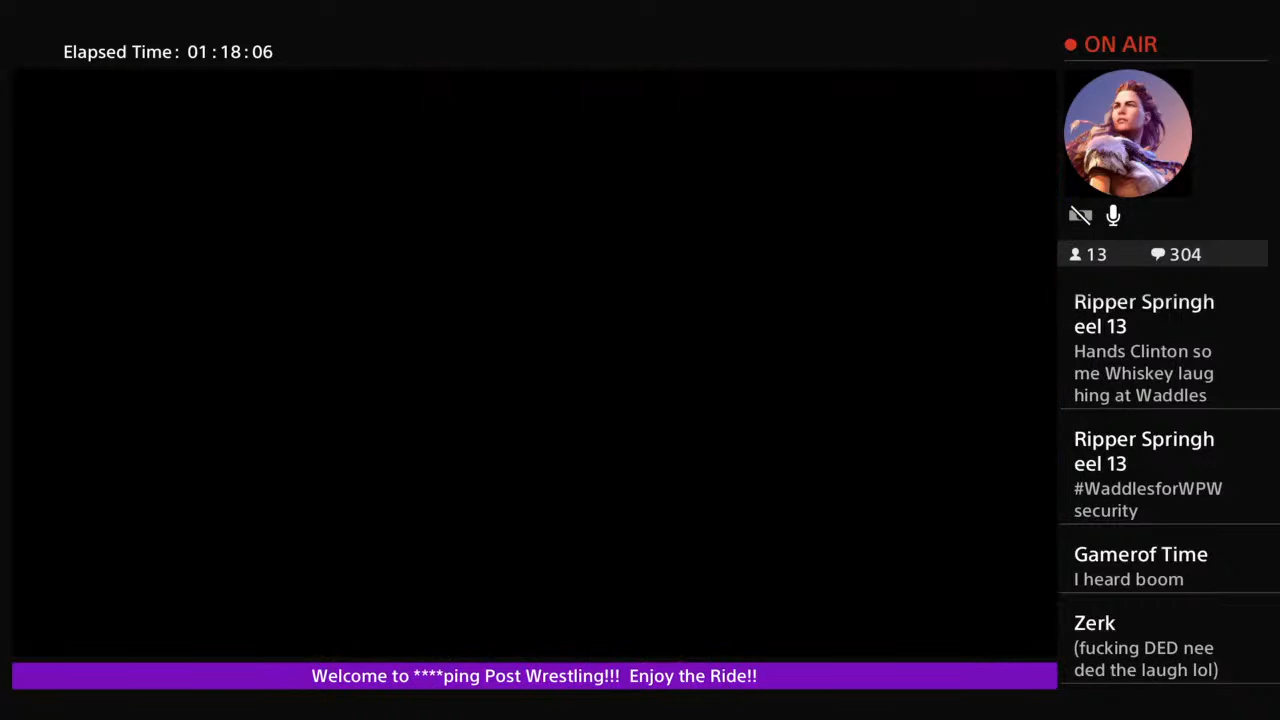 Elapsed Time: 01:18:06
ON AIR
13 304
Ripper Springh
eel 13
Hands Clinton so
me Whiskey laug
hing at Waddles
Ripper Springh
eel 13
#WaddlesforWPW
security
Gamerof Time
I heard boom
Zerk
(fucking DED nee
ded the laugh lol)
Welcome to ****ping Post Wrestling!!! Enjoy the Ride!!